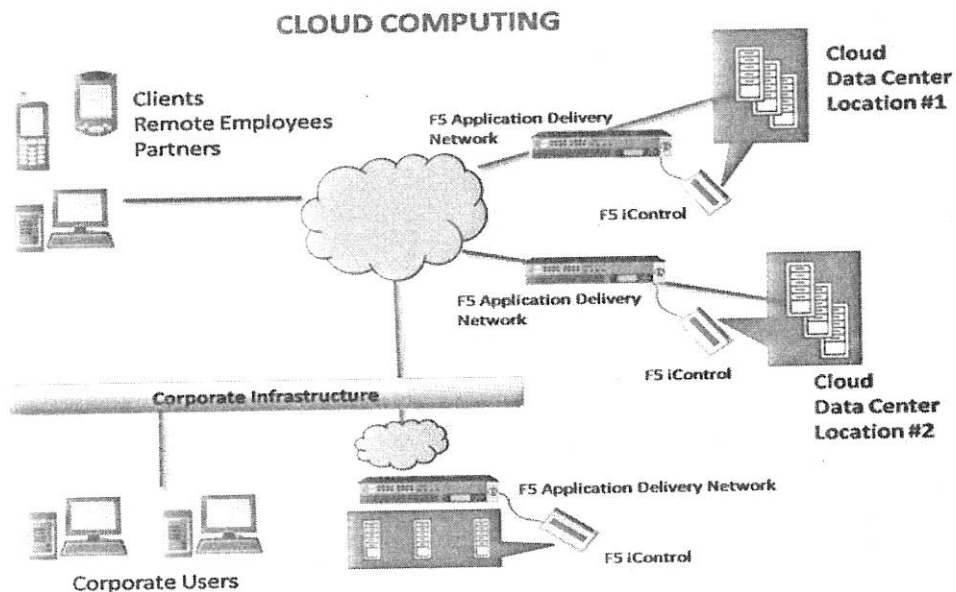 CLOUD COMPUTING
Clients
Remote Employees
Partners
F5 Application Delivery
Network
F5 iControl
Cloud
Data Center
Location #1
F5 Application Delivery
Network
F5 iControl
Cloud
Data Center
Location #2
Corporate Infrastructure
F5 Application Delivery Network
F5 iControl
Corporate Users